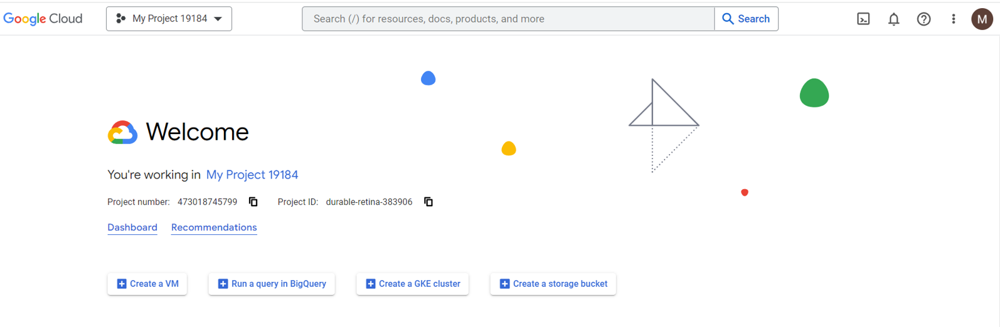 Google Cloud
My Project 19184
Search (/) for resources, docs, products, and more
Search
M
Welcome
You're working in My Project 19184
Project number: 473018745799 Project ID: durable-retina-383906
Dashboard Recommendations
Create a VM Run a query in BigQuery Create a GKE cluster Create a storage bucket